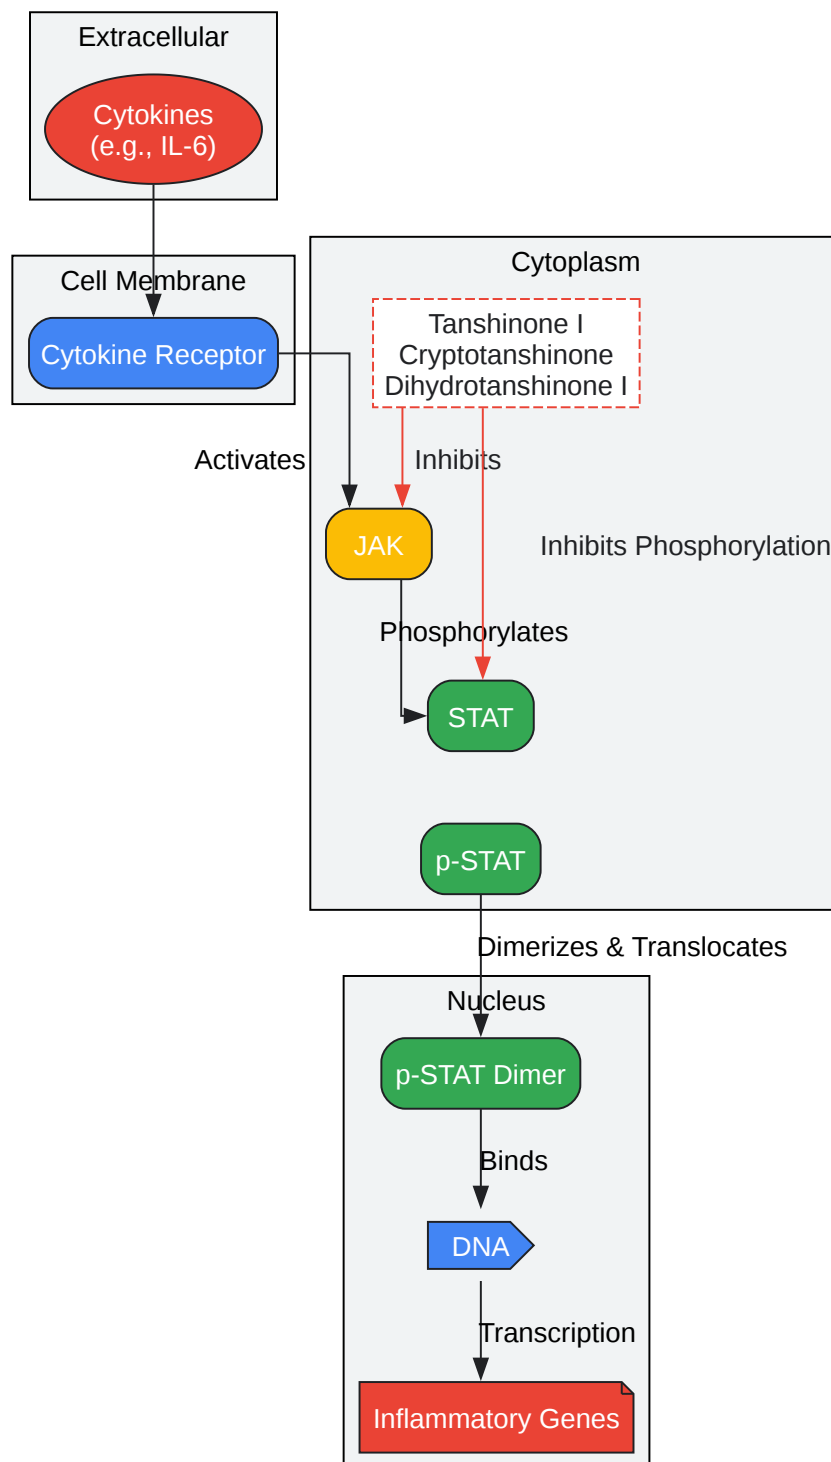 Extracellular
Cytokines
(e.g., IL-6)
Cell Membrane
Cytokine Receptor
Cytoplasm
Tanshinone I
Cryptotanshinone
Dihydrotanshinone I
Activates
Inhibits
JAK
Inhibits Phosphorylation
Phosphorylates
STAT
p-STAT
Dimerizes & Translocates
Nucleus
p-STAT Dimer
Binds
DNA
Transcription
Inflammatory Genes